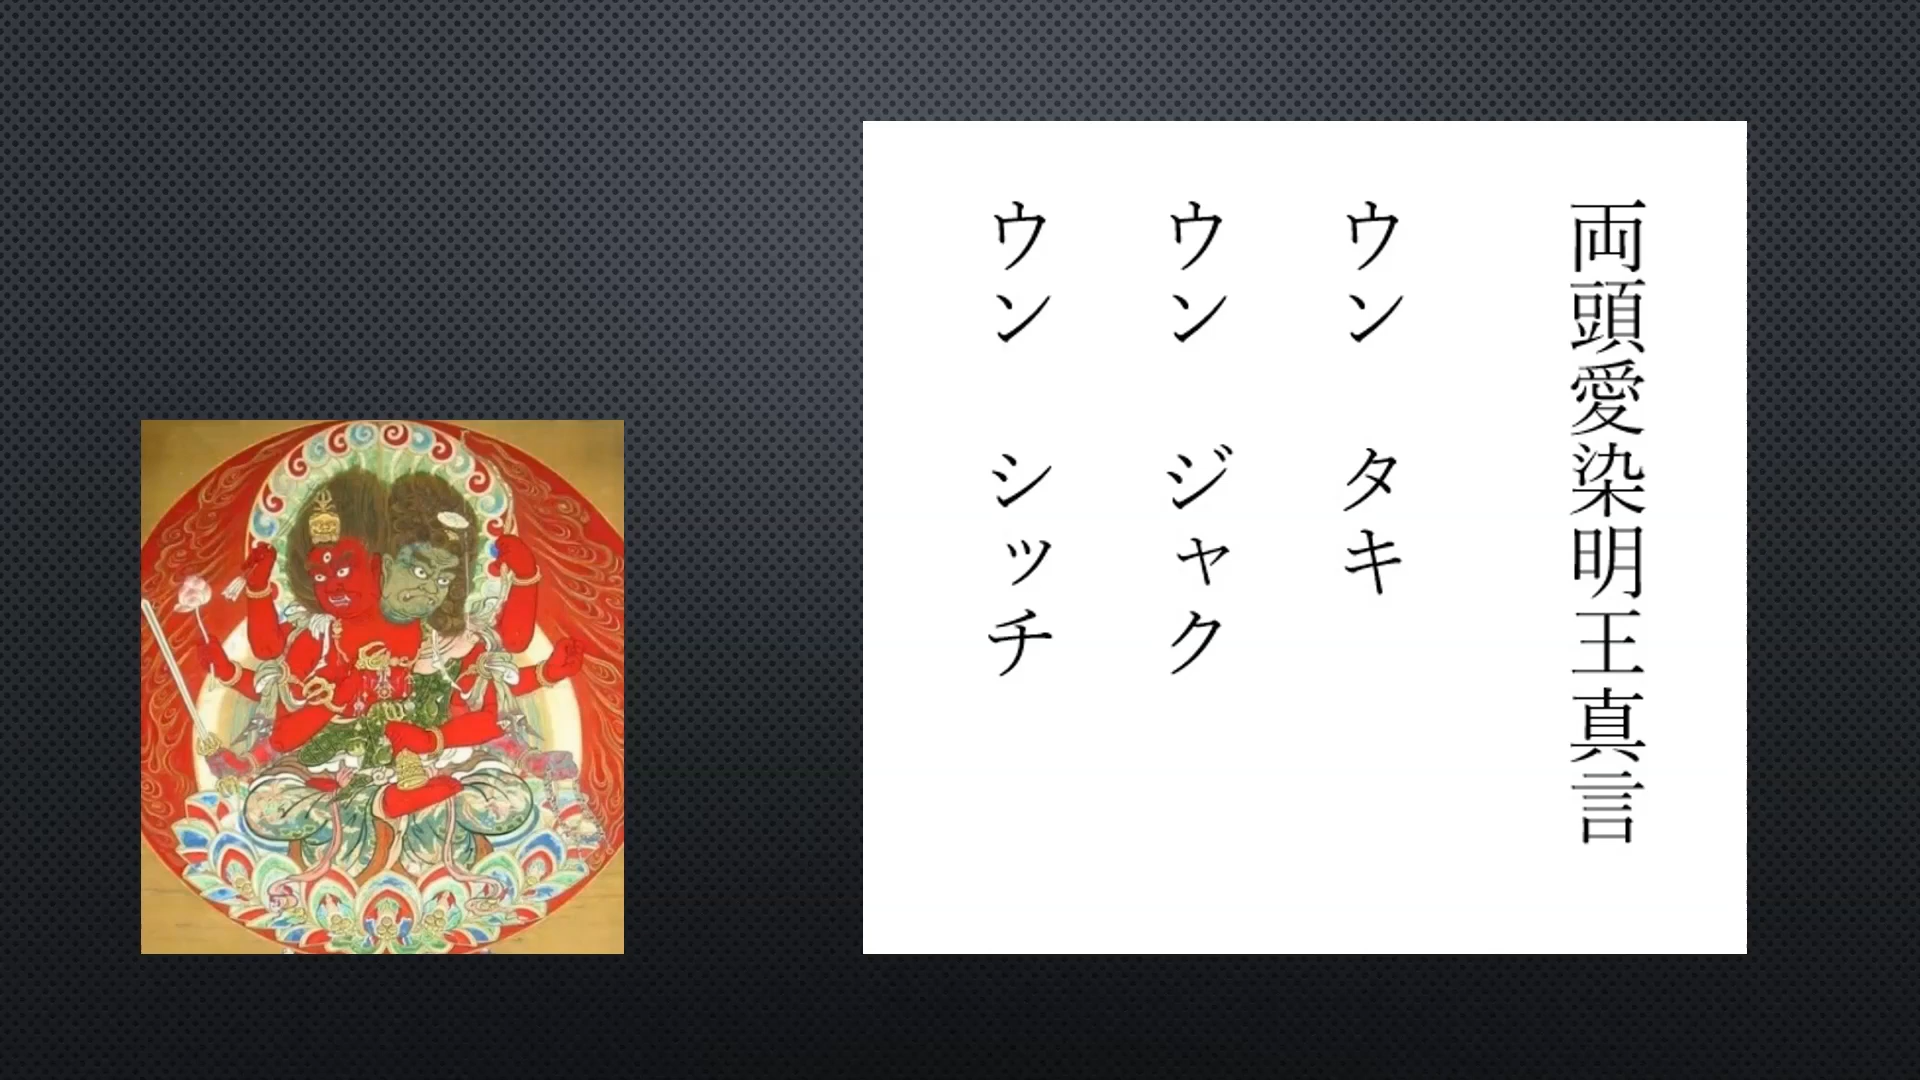 両頭愛染明王真言
ウン　タキ
ウン　ジャク
ウン　シッチ